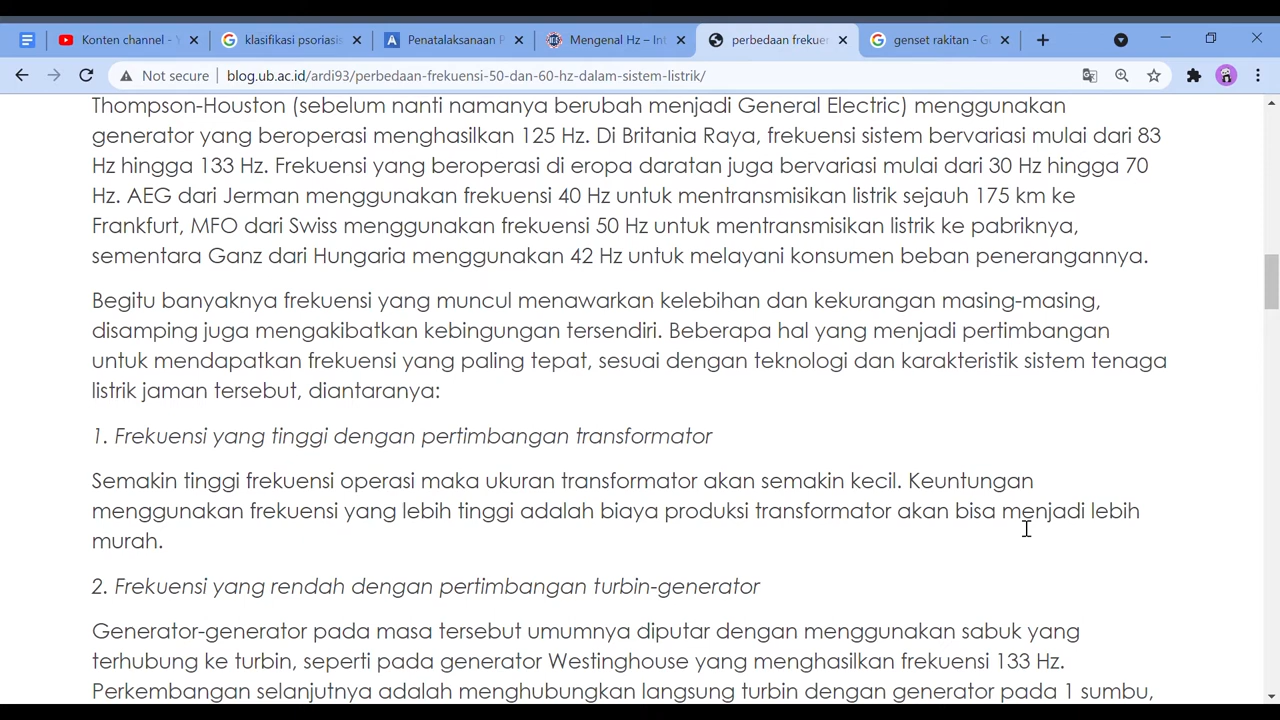 Konten channel - Y
klasifikasi psoriasis
Penatalaksanaan P
Mengenal Hz – Int
perbedaan frekuen
genset rakitan - Go
Not secure
blog.ub.ac.id/ardi93/perbedaan-frekuensi-50-dan-60-hz-dalam-sistem-listrik/
Thompson-Houston (sebelum nanti namanya berubah menjadi General Electric) menggunakan
generator yang beroperasi menghasilkan 125 Hz. Di Britania Raya, frekuensi sistem bervariasi mulai dari 83
Hz hingga 133 Hz. Frekuensi yang beroperasi di eropa daratan juga bervariasi mulai dari 30 Hz hingga 70
Hz. AEG dari Jerman menggunakan frekuensi 40 Hz untuk mentransmisikan listrik sejauh 175 km ke
Frankfurt, MFO dari Swiss menggunakan frekuensi 50 Hz untuk mentransmisikan listrik ke pabriknya,
sementara Ganz dari Hungaria menggunakan 42 Hz untuk melayani konsumen beban penerangannya.
Begitu banyaknya frekuensi yang muncul menawarkan kelebihan dan kekurangan masing-masing,
disamping juga mengakibatkan kebingungan tersendiri. Beberapa hal yang menjadi pertimbangan
untuk mendapatkan frekuensi yang paling tepat, sesuai dengan teknologi dan karakteristik sistem tenaga
listrik jaman tersebut, diantaranya:
1. Frekuensi yang tinggi dengan pertimbangan transformator
Semakin tinggi frekuensi operasi maka ukuran transformator akan semakin kecil. Keuntungan
menggunakan frekuensi yang lebih tinggi adalah biaya produksi transformator akan bisa menjadi lebih
murah.
2. Frekuensi yang rendah dengan pertimbangan turbin-generator
Generator-generator pada masa tersebut umumnya diputar dengan menggunakan sabuk yang
terhubung ke turbin, seperti pada generator Westinghouse yang menghasilkan frekuensi 133 Hz.
Perkembangan selanjutnya adalah menghubungkan langsung turbin dengan generator pada 1 sumbu,